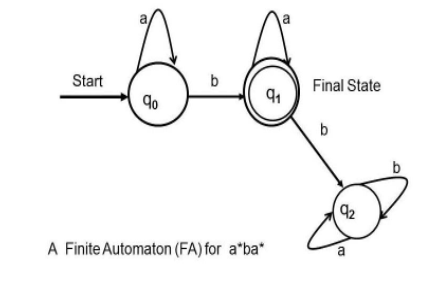 a
a
Start
b
Final State
q0
q1
b
b
q2
a
A Finite Automaton (FA) for a*ba*